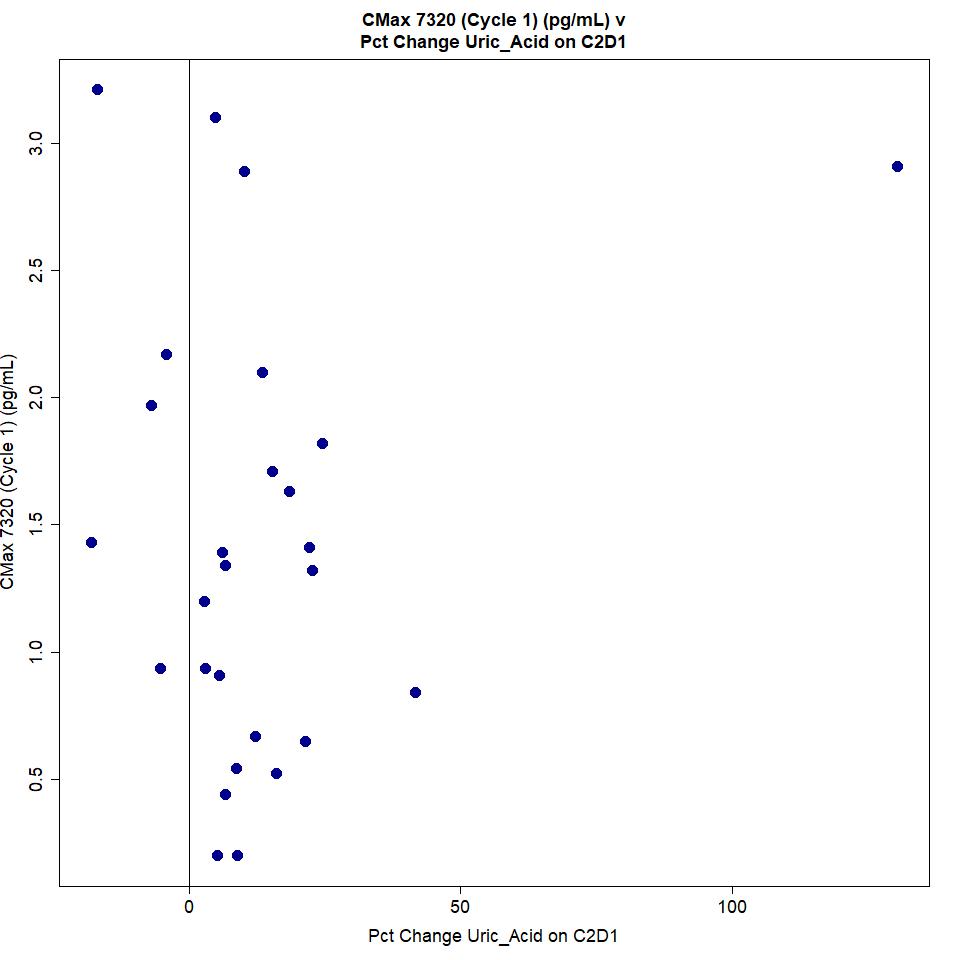 CMax 7320 (Cycle 1) (pg/mL) v
Pct Change Uric_Acid on C2D1
CMax 7320 (Cycle 1) (pg/mL)
3.0
2.5
2.0
1.5
1.0
0.5
0
50
100
Pct Change Uric_Acid on C2D1